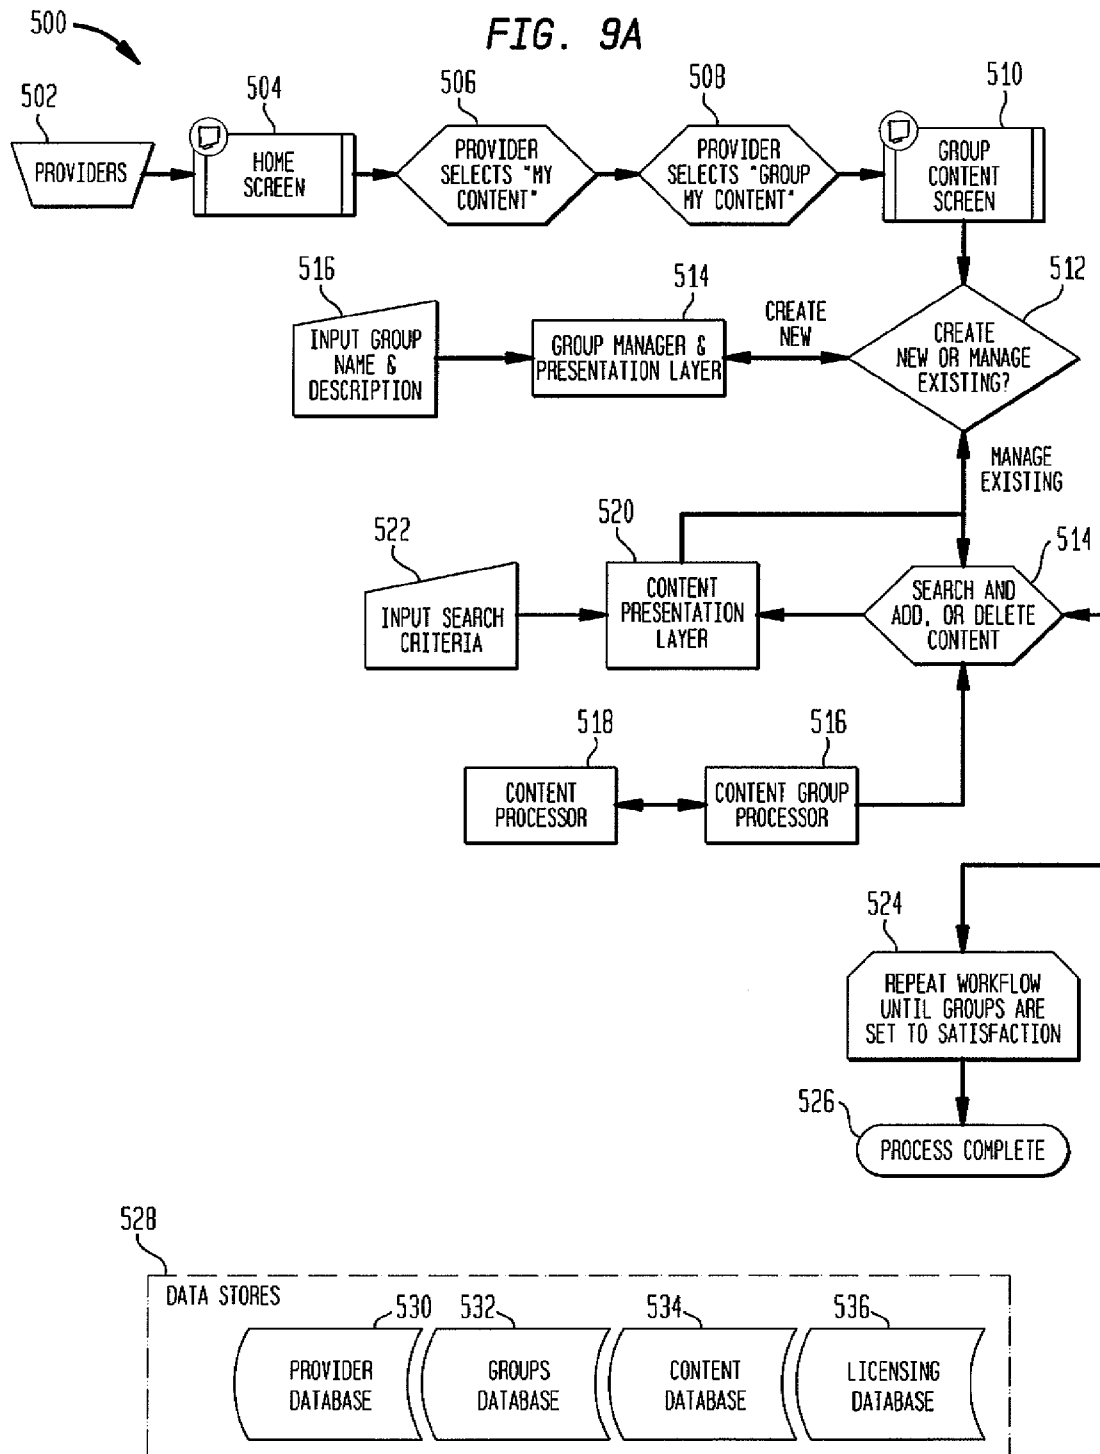 FIG. 9A
500
502
504
506
508
510
PROVIDERS
HOME
SCREEN
PROVIDER
SELECTS "MY
CONTENT"
PROVIDER
SELECTS "GROUP
MY CONTENT"
GROUP
CONTENT
SCREEN
516
514
512
INPUT GROUP
NAME &
DESCRIPTION
GROUP MANAGER &
PRESENTATION LAYER
CREATE
NEW
CREATE
NEW OR MANAGE
EXISTING?
MANAGE
EXISTING
522
520
514
INPUT SEARCH
CRITERIA
CONTENT
PRESENTATION
LAYER
SEARCH AND
ADD, OR DELETE
CONTENT
518
516
CONTENT
PROCESSOR
CONTENT GROUP
PROCESSOR
524
REPEAT WORKFLOW
UNTIL GROUPS ARE
SET TO SATISFACTION
526
PROCESS COMPLETE
528
DATA STORES
530
532
534
536
PROVIDER
DATABASE
GROUPS
DATABASE
CONTENT
DATABASE
LICENSING
DATABASE